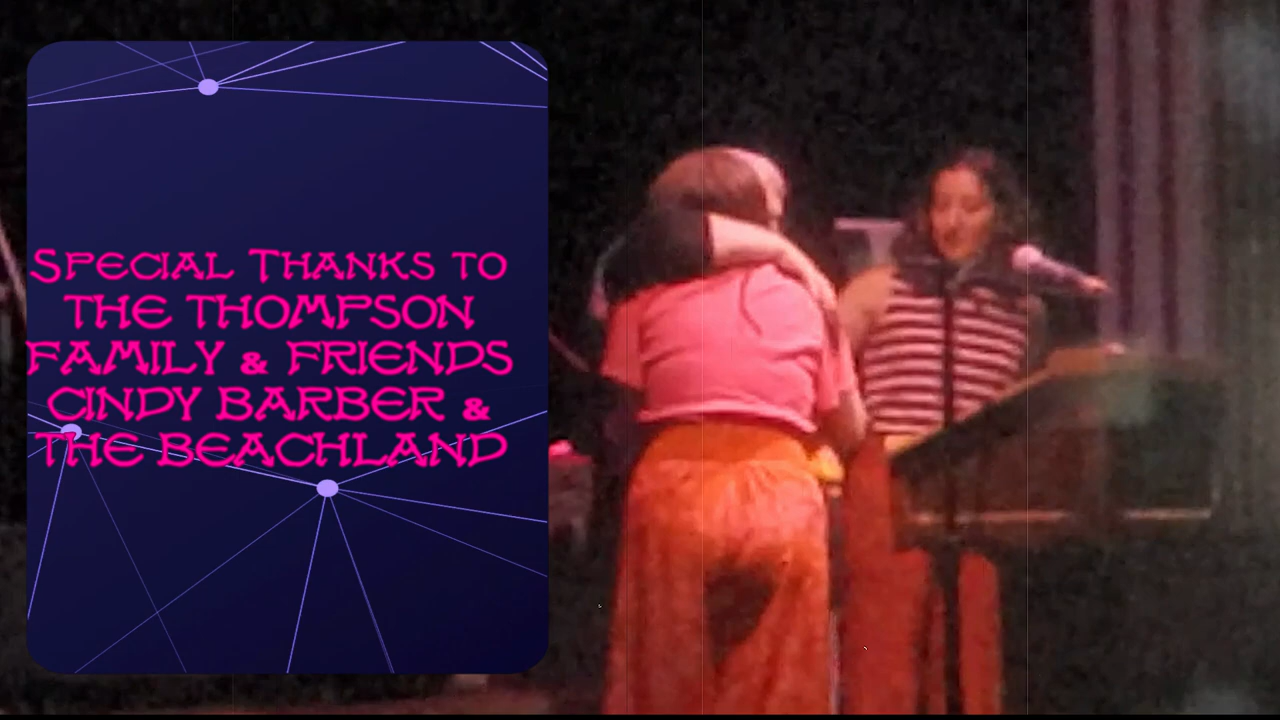 Special Thanks to
the Thompson
Family & Friends
Cindy Barber &
The Beachland